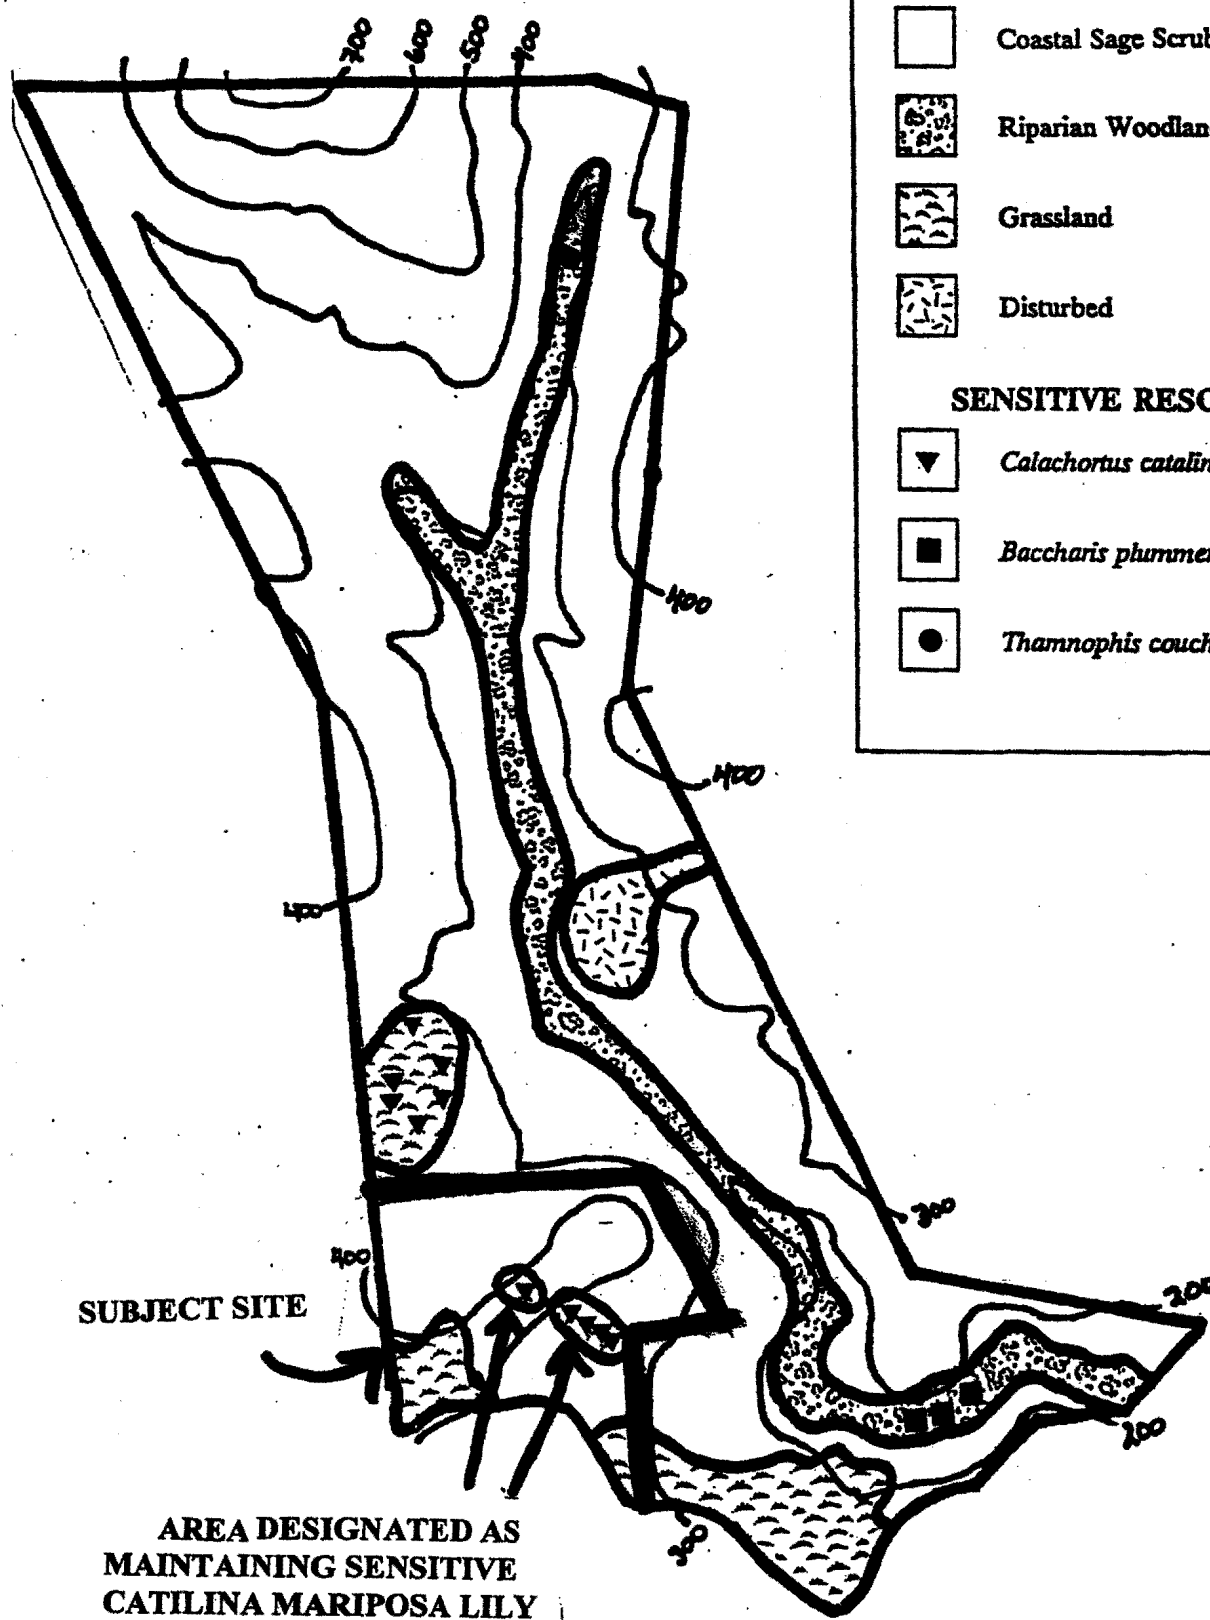 700
600
500
400
Coastal Sage Scrub
Riparian Woodlan
Grassland
Disturbed
SENSITIVE RESO
Calachortus catalin
Baccharis plummer
Thamnophis couch
400
400
400
300
400
200
SUBJECT SITE
200
300
AREA DESIGNATED AS
MAINTAINING SENSITIVE
CATILINA MARIPOSA LILY